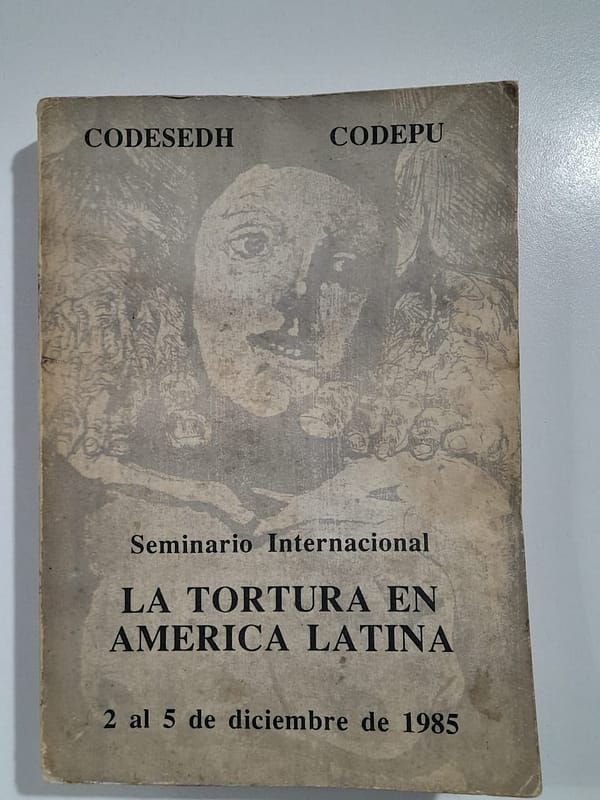 CODESEDH CODEPU
Seminario Internacional
LA TORTURA EN
AMERICA LATINA
2 al 5 de diciembre de 1985